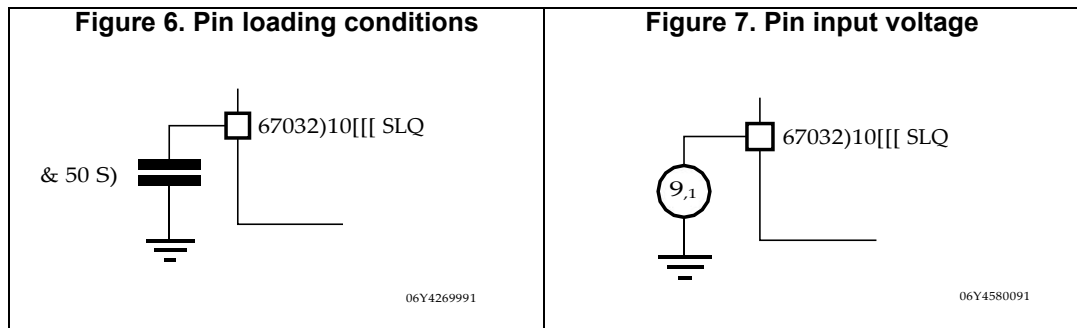 Figure 6. Pin loading conditions
67032)10[[[ SLQ
& 50 S)
06Y4269991
Figure 7. Pin input voltage
67032)10[[[ SLQ
9,1
06Y4580091